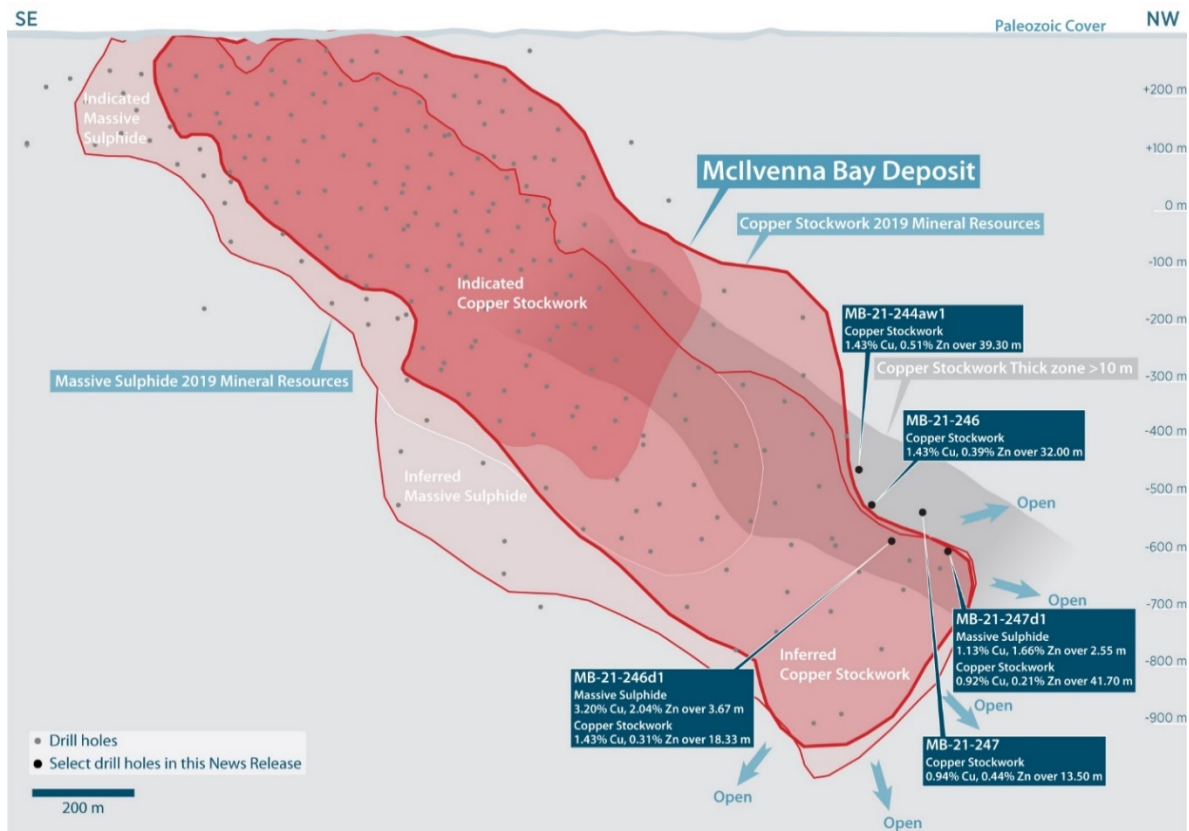 SE
NW
Paleozoic Cover
+200 m
+100 m
0 m
-100 m
-200 m
-300 m
-400 m
-500 m
-600 m
-700 m
-800 m
-900 m
Indicated
Massive
Sulphide
McIlvenna Bay Deposit
Copper Stockwork 2019 Mineral Resources
Indicated
Copper Stockwork
MB-21-244aw1
Copper Stockwork
1.43% Cu, 0.51% Zn over 39.30 m
Massive Sulphide 2019 Mineral Resources
Copper Stockwork Thick zone >10 m
MB-21-246
Copper Stockwork
1.43% Cu, 0.39% Zn over 32.00 m
Inferred
Massive Sulphide
Open
Open
MB-21-247d1
Massive Sulphide
1.13% Cu, 1.66% Zn over 2.55 m
Copper Stockwork
0.92% Cu, 0.21% Zn over 41.70 m
Inferred
Copper Stockwork
MB-21-246d1
Massive Sulphide
3.20% Cu, 2.04% Zn over 3.67 m
Copper Stockwork
1.43% Cu, 0.31% Zn over 18.33 m
Open
MB-21-247
Copper Stockwork
0.94% Cu, 0.44% Zn over 13.50 m
Drill holes
Select drill holes in this News Release
200 m
Open
Open